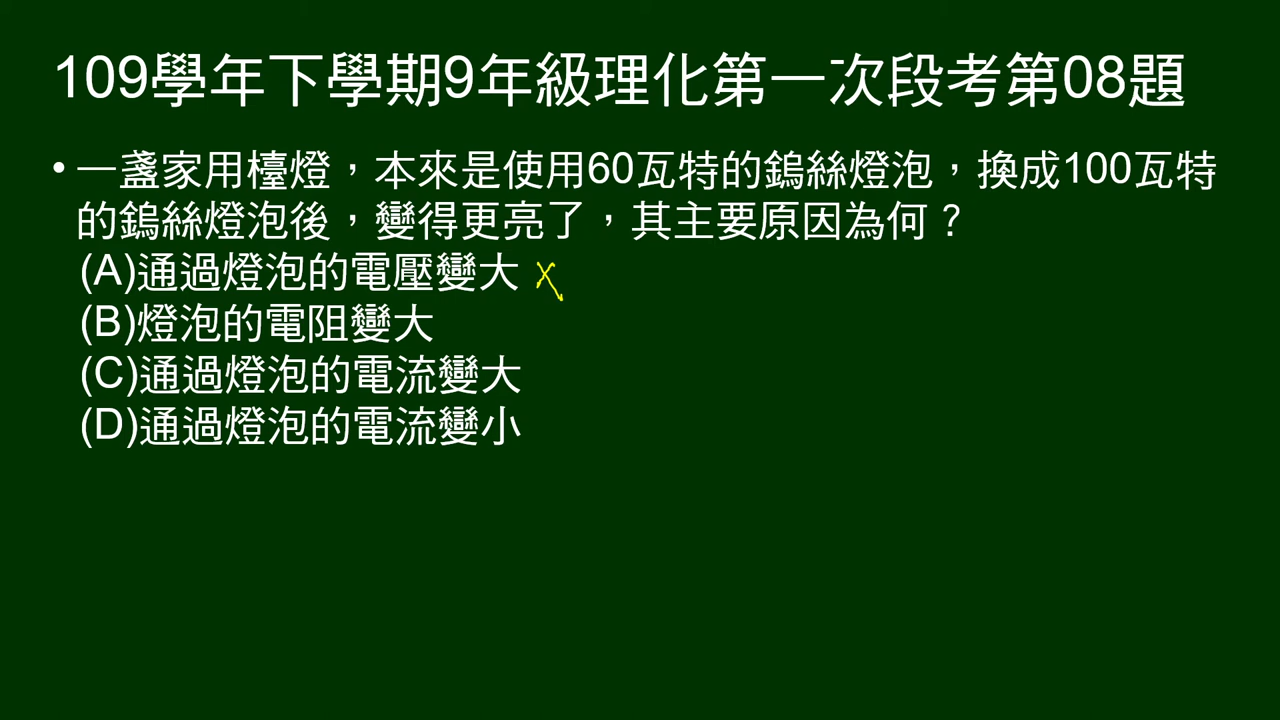 109學年下學期9年級理化第一次段考第08題
• 一盞家用檯燈，本來是使用60瓦特的鎢絲燈泡，換成100瓦特
的鎢絲燈泡後，變得更亮了，其主要原因為何？
(A)通過燈泡的電壓變大 x
(B)燈泡的電阻變大
(C)通過燈泡的電流變大
(D)通過燈泡的電流變小